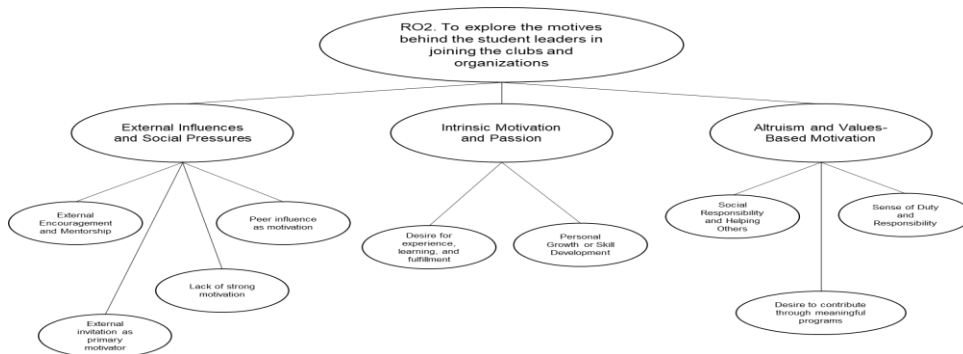 RO2. To explore the motives
behind the student leaders in
joining the clubs and
organizations
External Influences
and Social Pressures
Intrinsic Motivation
and Passion
Altruism and Values-
Based Motivation
External
Encouragement
and Mentorship
Peer influence
as motivation
Lack of strong
motivation
External
invitation as
primary
motivator
Desire for
experience,
learning, and
fulfillment
Personal
Growth or Skill
Development
Social
Responsibility
and Helping
Others
Sense of Duty
and
Responsibility
Desire to contribute
through meaningful
programs